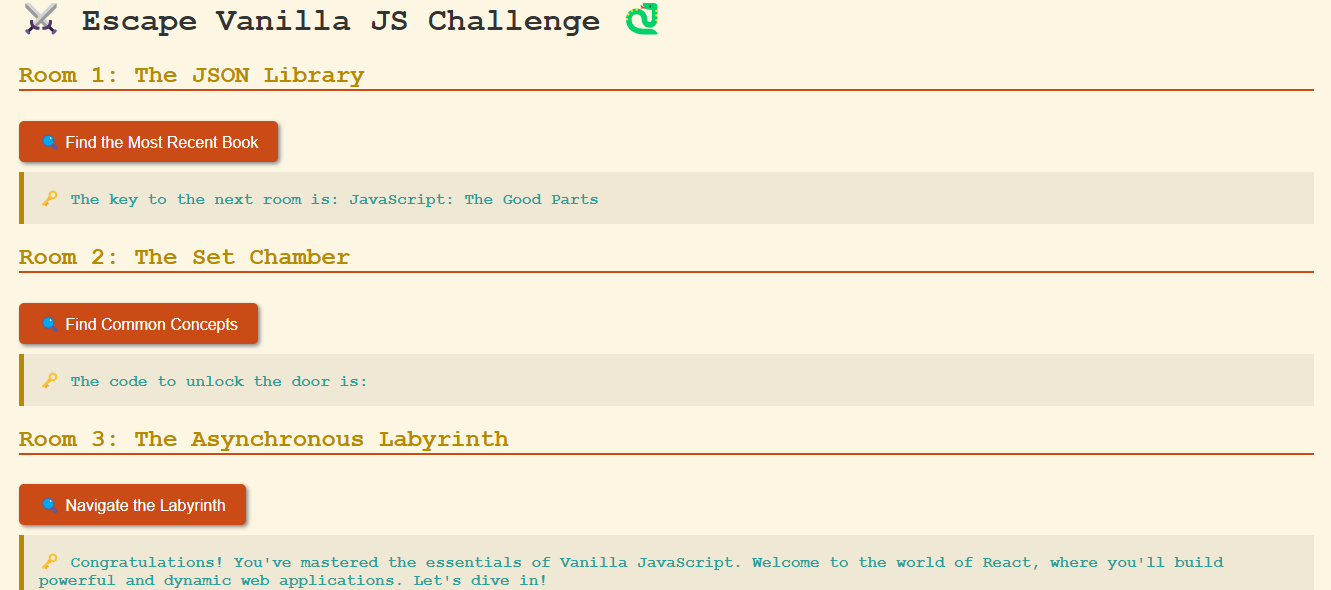 Escape Vanilla JS Challenge
Room 1: The JSON Library
Find the Most Recent Book
The key to the next room is: JavaScript: The Good Parts
Room 2: The Set Chamber
Find Common Concepts
The code to unlock the door is:
Room 3: The Asynchronous Labyrinth
Navigate the Labyrinth
Congratulations! You've mastered the essentials of Vanilla JavaScript. Welcome to the world of React, where you'll build
powerful and dynamic web applications. Let's dive in!